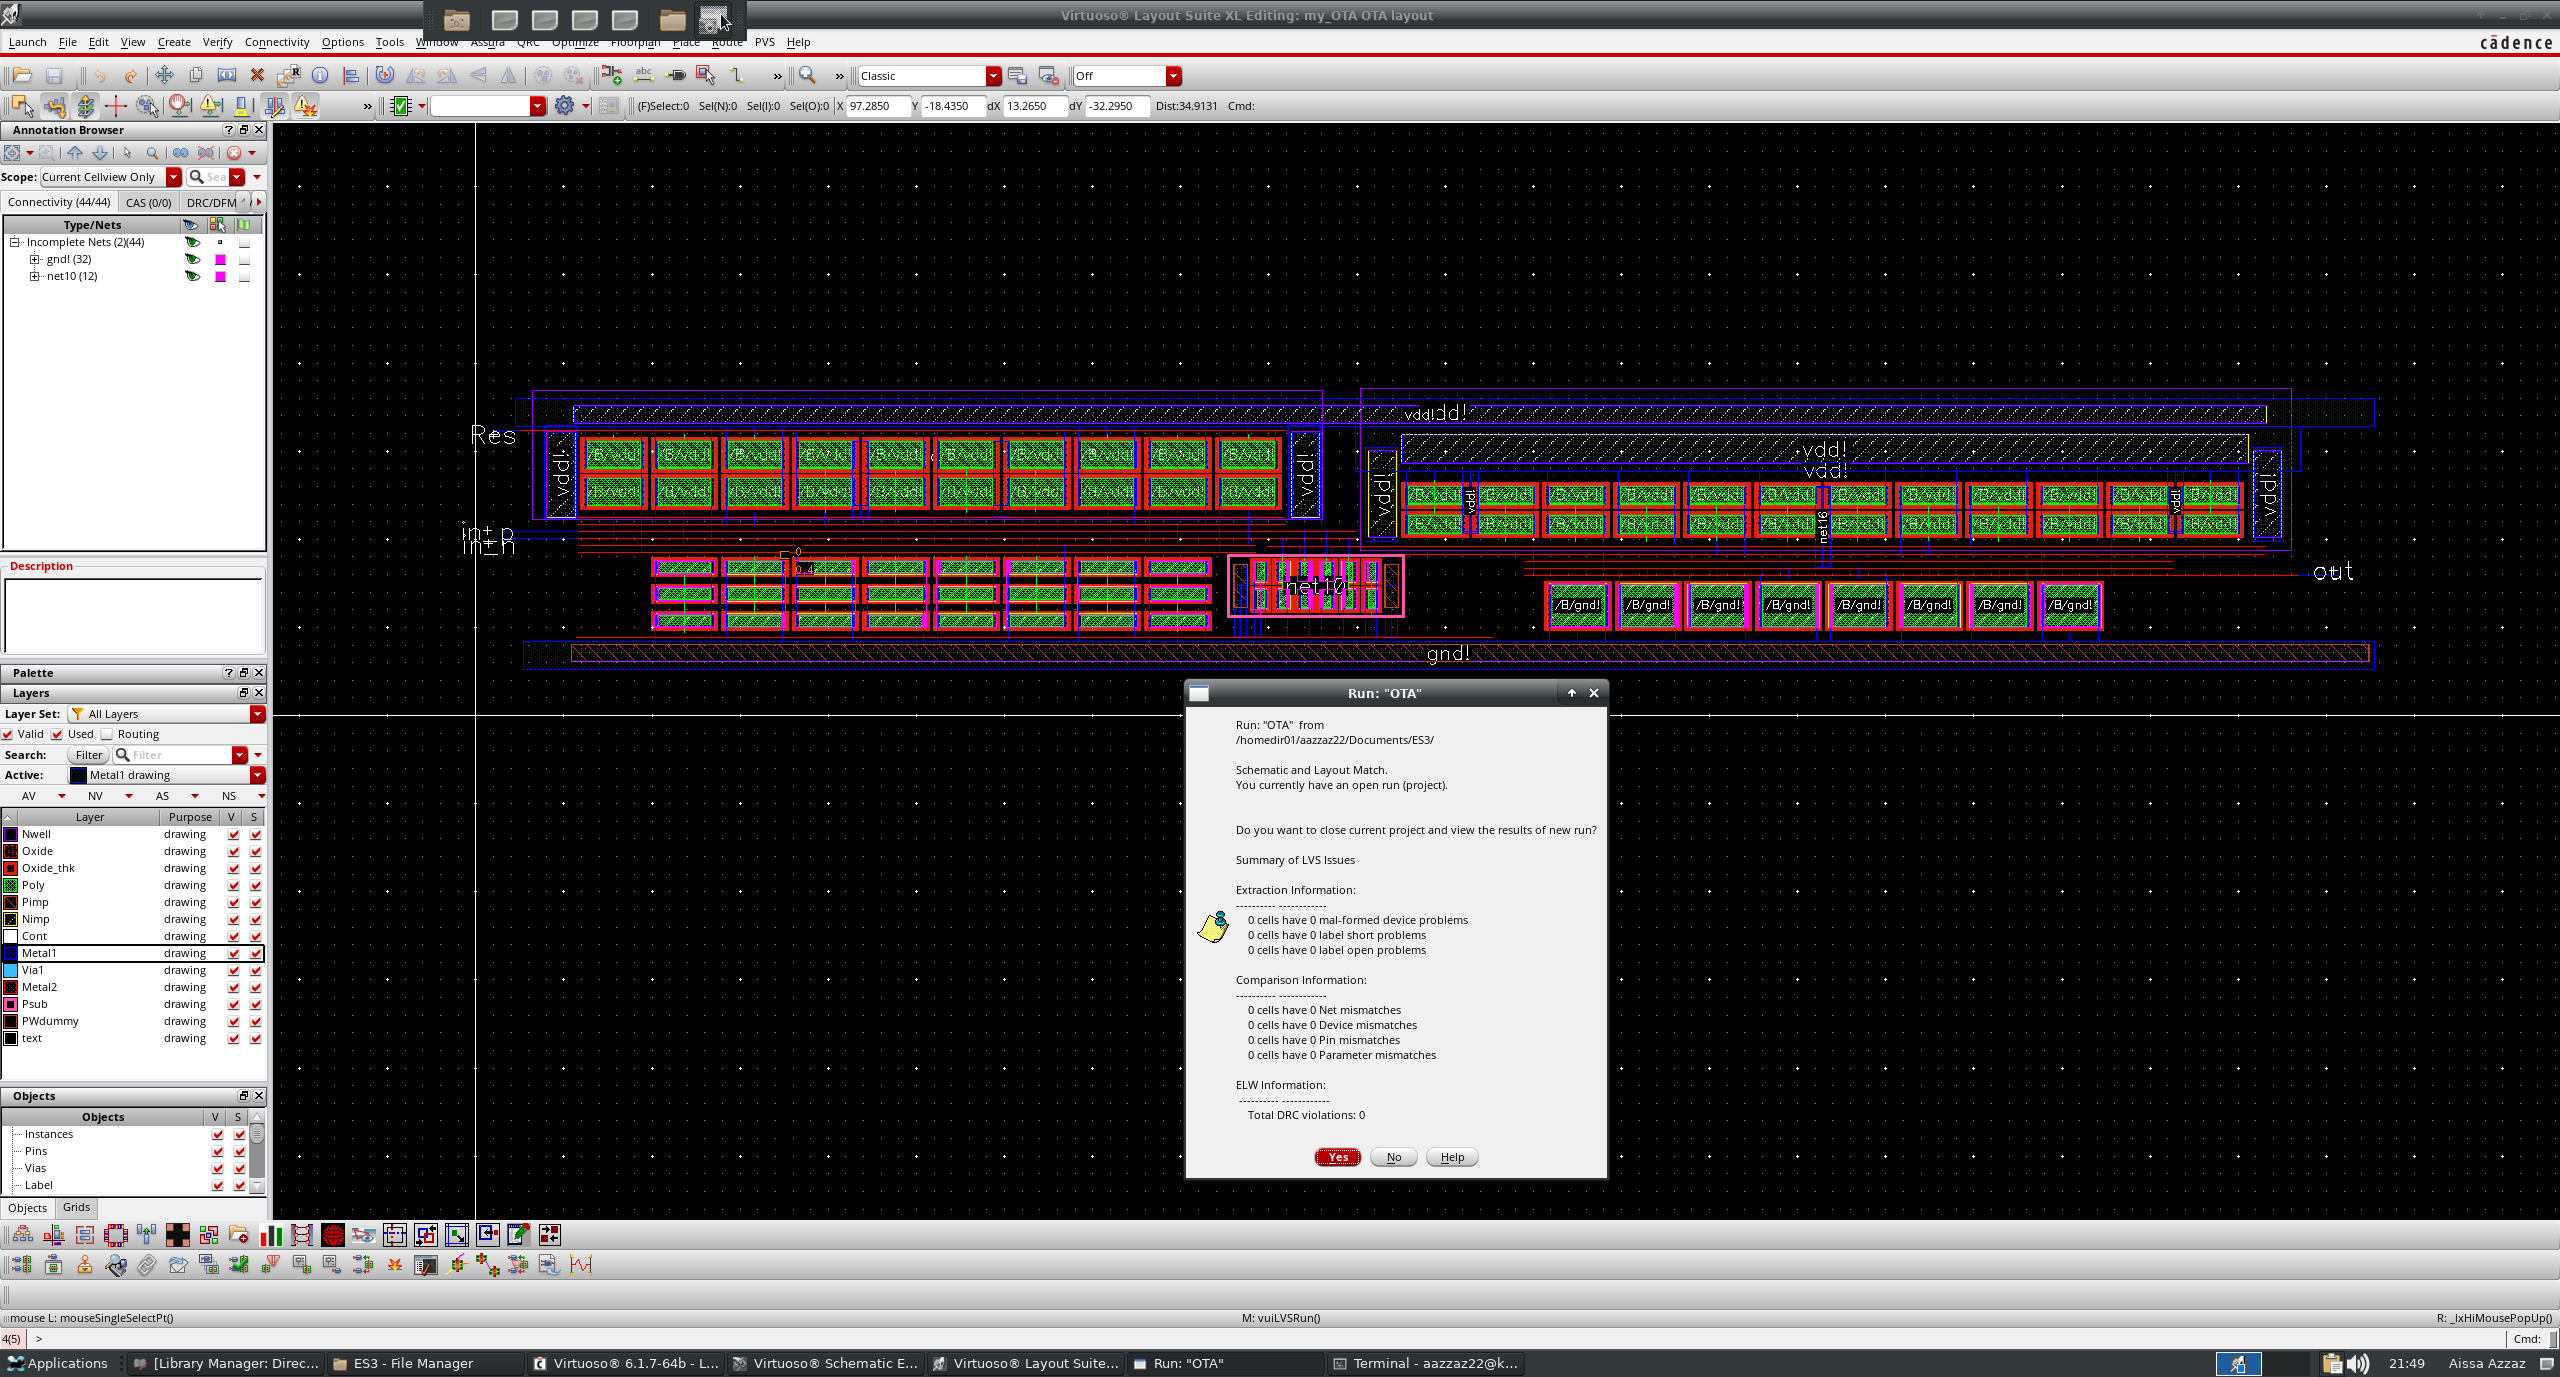 Virtuoso® Layout Suite XL Editing: my_OTA OTA layout
Launch File Edit View Create Verify Connectivity Options Tools Window Assura QRC Optimize Floorplan Place Route PVS Help
cādence
Classic
Off
(F)Select:0 Sel(N):0 Sel(I):0 Sel(O):0 X 97.2850 Y -18.4350 dX 13.2650 dY -32.2950 Dist:34.9131 Cmd:
Annotation Browser
Scope: Current Cellview Only Sea
Connectivity (44/44) CAS (0/0) DRC/DFM
Type/Nets
Incomplete Nets (2)(44)
gnd! (32)
net10 (12)
Description
Palette
Layers
Layer Set: All Layers
Valid Used Routing
Search: Filter Filter
Active: Metal1 drawing
AV NV AS NS
Layer Purpose V S
Nwell drawing
Oxide drawing
Oxide_thk drawing
Poly drawing
Pimp drawing
Nimp drawing
Cont drawing
Metal1 drawing
Via1 drawing
Metal2 drawing
Psub drawing
PWdummy drawing
text drawing
Objects
Objects V S
Instances
Pins
Vias
Label
Objects Grids
Res
vdd!
vdd!
vdd!
vdd!
vdd!
vdd!
vdd!
vdd!
vdd!
net16
in_n
net10
out
/B/gnd! /B/gnd! /B/gnd! /B/gnd! /B/gnd! /B/gnd! /B/gnd! /B/gnd!
gnd!
Run: "OTA"
Run: "OTA" from
/homedir01/aazzaz22/Documents/ES3/
Schematic and Layout Match.
You currently have an open run (project).
Do you want to close current project and view the results of new run?
Summary of LVS Issues
Extraction Information:
---------- ------------
0 cells have 0 mal-formed device problems
0 cells have 0 label short problems
0 cells have 0 label open problems
Comparison Information:
---------- ------------
0 cells have 0 Net mismatches
0 cells have 0 Device mismatches
0 cells have 0 Pin mismatches
0 cells have 0 Parameter mismatches
ELW Information:
---------- ------------
Total DRC violations: 0
Yes No Help
mouse L: mouseSingleSelectPt() M: vuiLVSRun() R: _lxHiMousePopUp()
4(5) > Cmd:
Applications [Library Manager: Direc... ES3 - File Manager Virtuoso® 6.1.7-64b - L... Virtuoso® Schematic E... Virtuoso® Layout Suite... Run: "OTA" Terminal - aazzaz22@k... 21:49 Aissa Azzaz